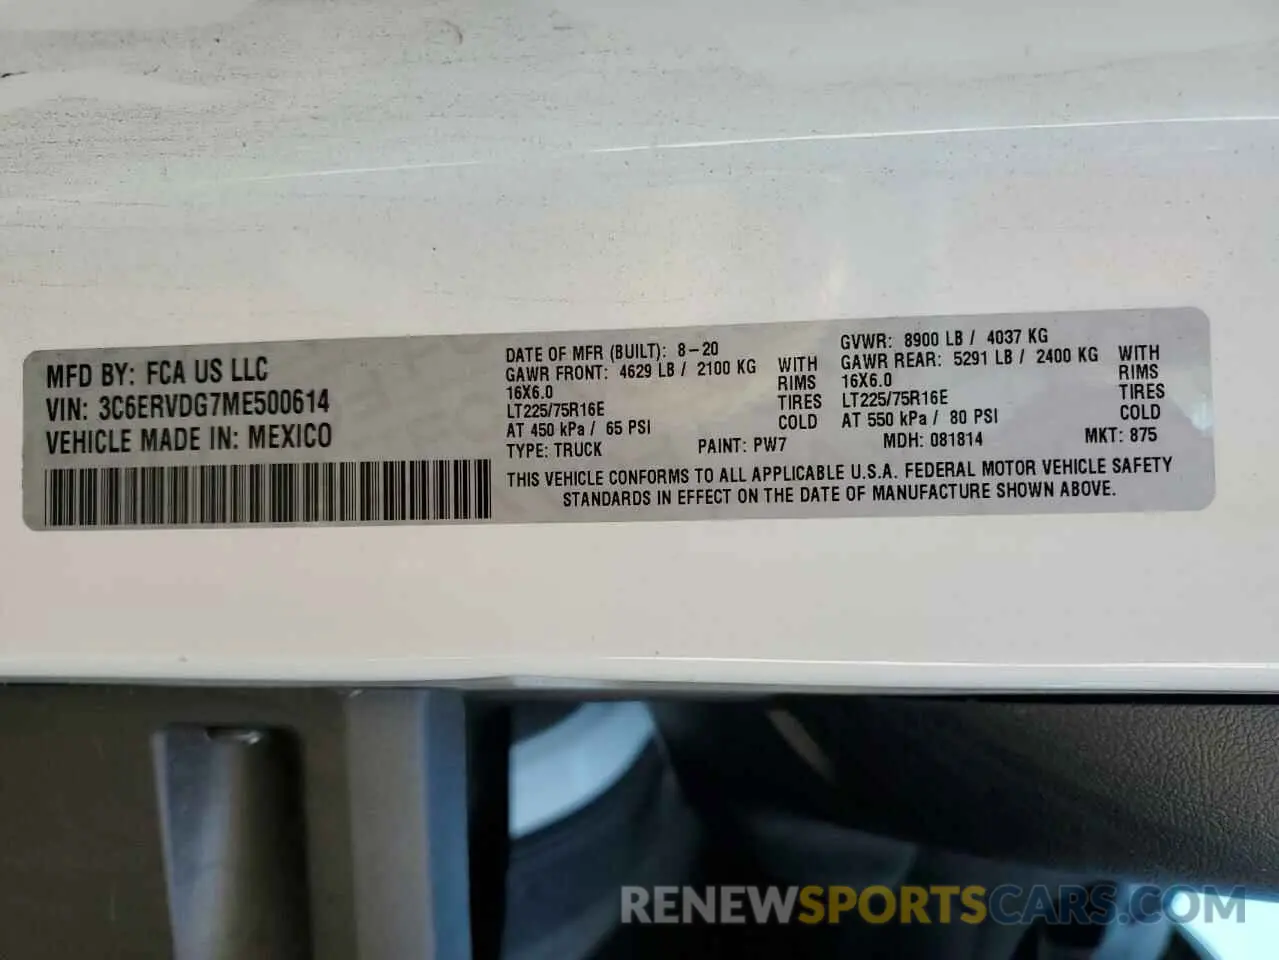 MFD BY: FCA US LLC
VIN: 3C6ERVDG7ME500614
VEHICLE MADE IN: MEXICO
DATE OF MFR (BUILT): 8-20
GAWR FRONT: 4629 LB / 2100 KG WITH
16X6.0 RIMS
LT225/75R16E TIRES
AT 450 kPa / 65 PSI COLD
GVWR: 8900 LB / 4037 KG
GAWR REAR: 5291 LB / 2400 KG WITH
16X6.0 RIMS
LT225/75R16E TIRES
AT 550 kPa / 80 PSI COLD
TYPE: TRUCK PAINT: PW7 MDH: 081814 MKT: 875
THIS VEHICLE CONFORMS TO ALL APPLICABLE U.S.A. FEDERAL MOTOR VEHICLE SAFETY
STANDARDS IN EFFECT ON THE DATE OF MANUFACTURE SHOWN ABOVE.
RENEWSPORTSCARS.COM